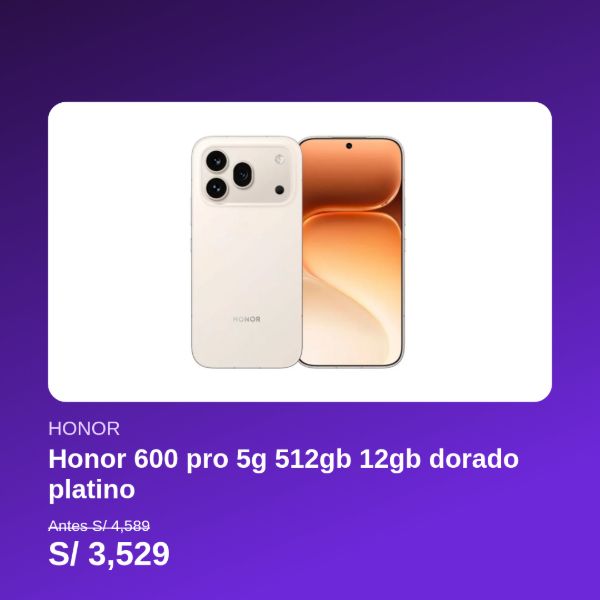 HONOR
HONOR
Honor 600 pro 5g 512gb 12gb dorado
platino
Antes S/ 4,589
S/ 3,529